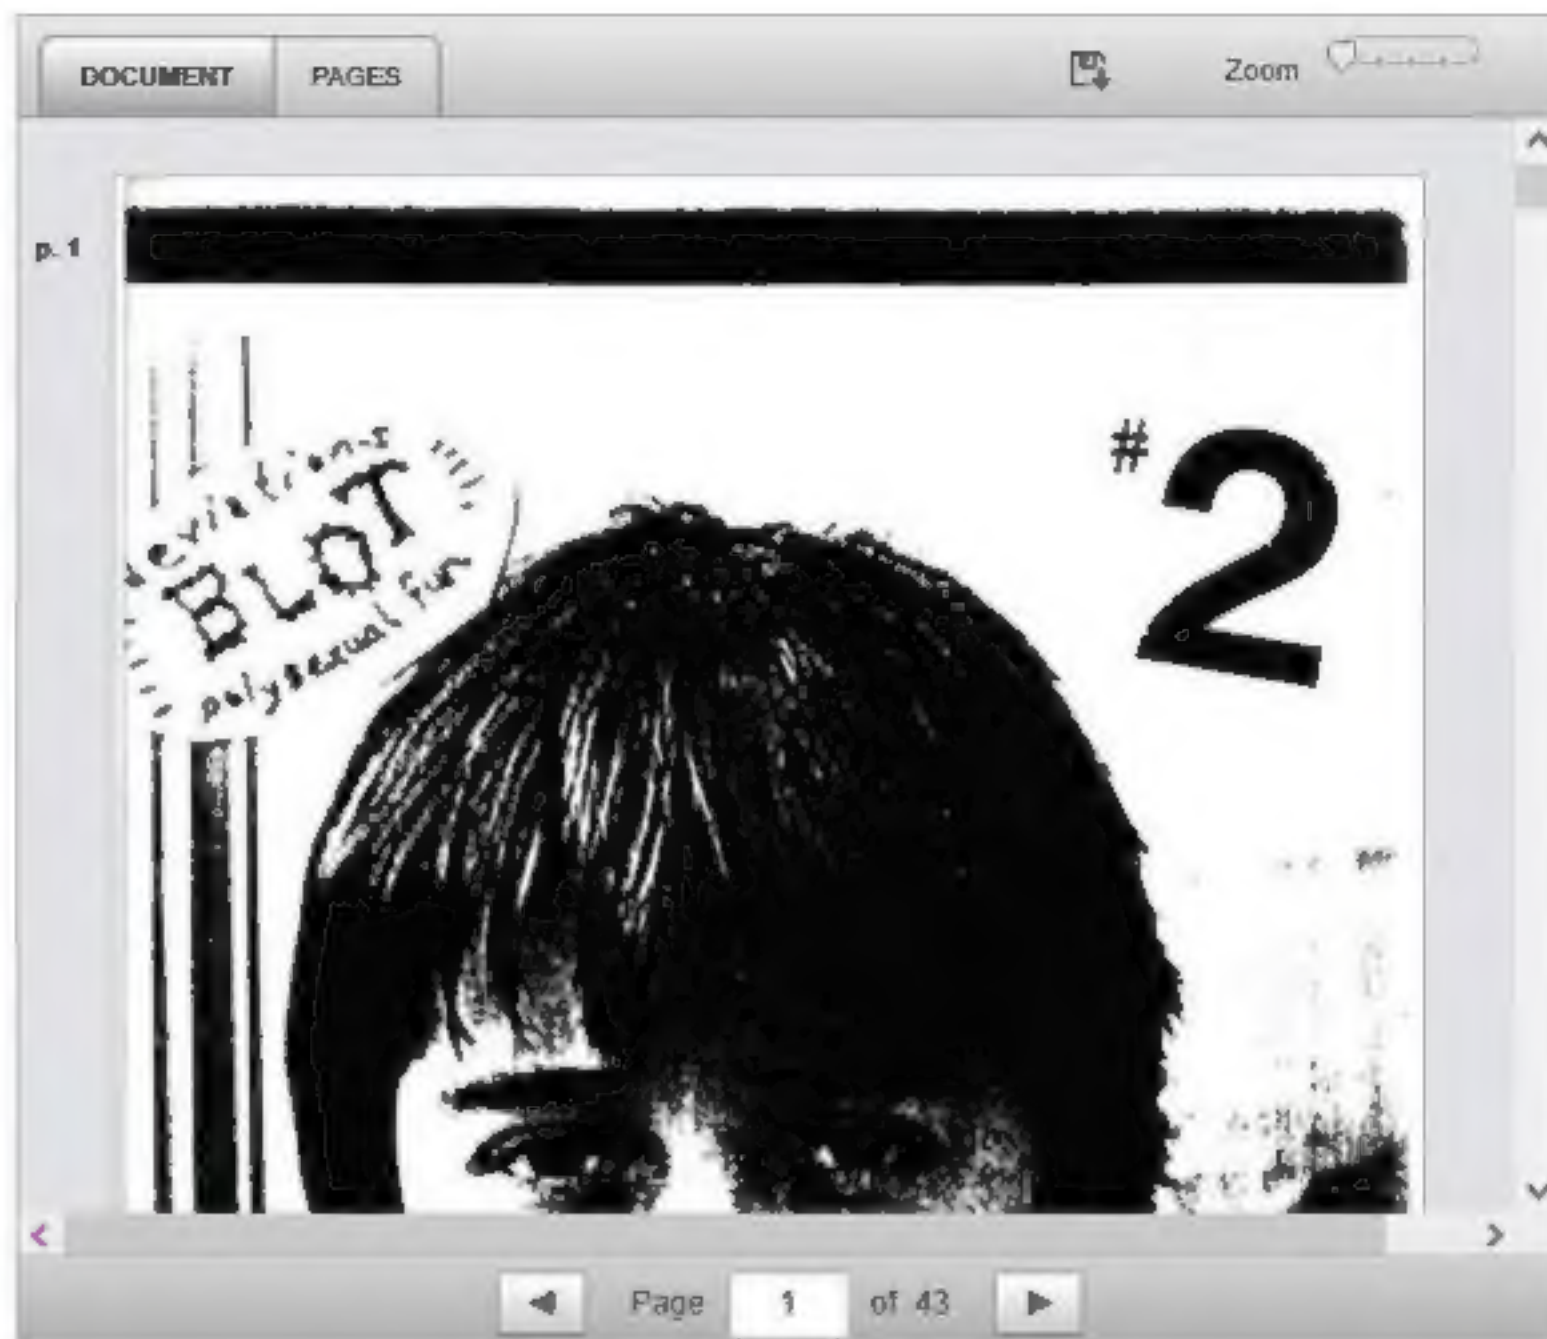 DOCUMENT PAGES Zoom
p. 1
#2
deviations
BLOT
polysexual fun
Page 1 of 43